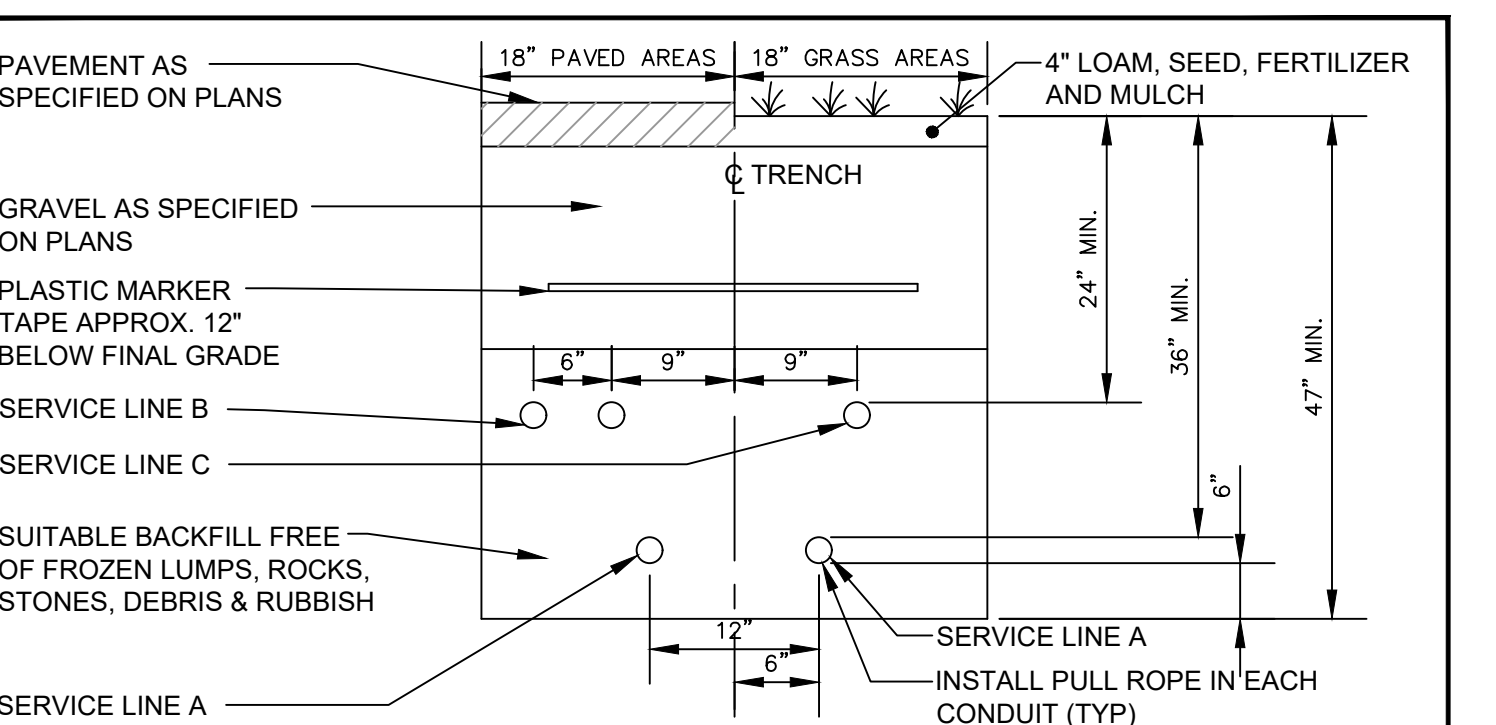 PAVEMENT AS
SPECIFIED ON PLANS
18" PAVED AREAS
18" GRASS AREAS
4" LOAM, SEED, FERTILIZER
AND MULCH
℄ TRENCH
GRAVEL AS SPECIFIED
ON PLANS
PLASTIC MARKER
TAPE APPROX. 12"
BELOW FINAL GRADE
24" MIN.
36" MIN.
47" MIN.
6"
9"
9"
SERVICE LINE B
SERVICE LINE C
6"
SUITABLE BACKFILL FREE
OF FROZEN LUMPS, ROCKS,
STONES, DEBRIS & RUBBISH
12"
6"
SERVICE LINE A
INSTALL PULL ROPE IN EACH
CONDUIT (TYP)
SERVICE LINE A